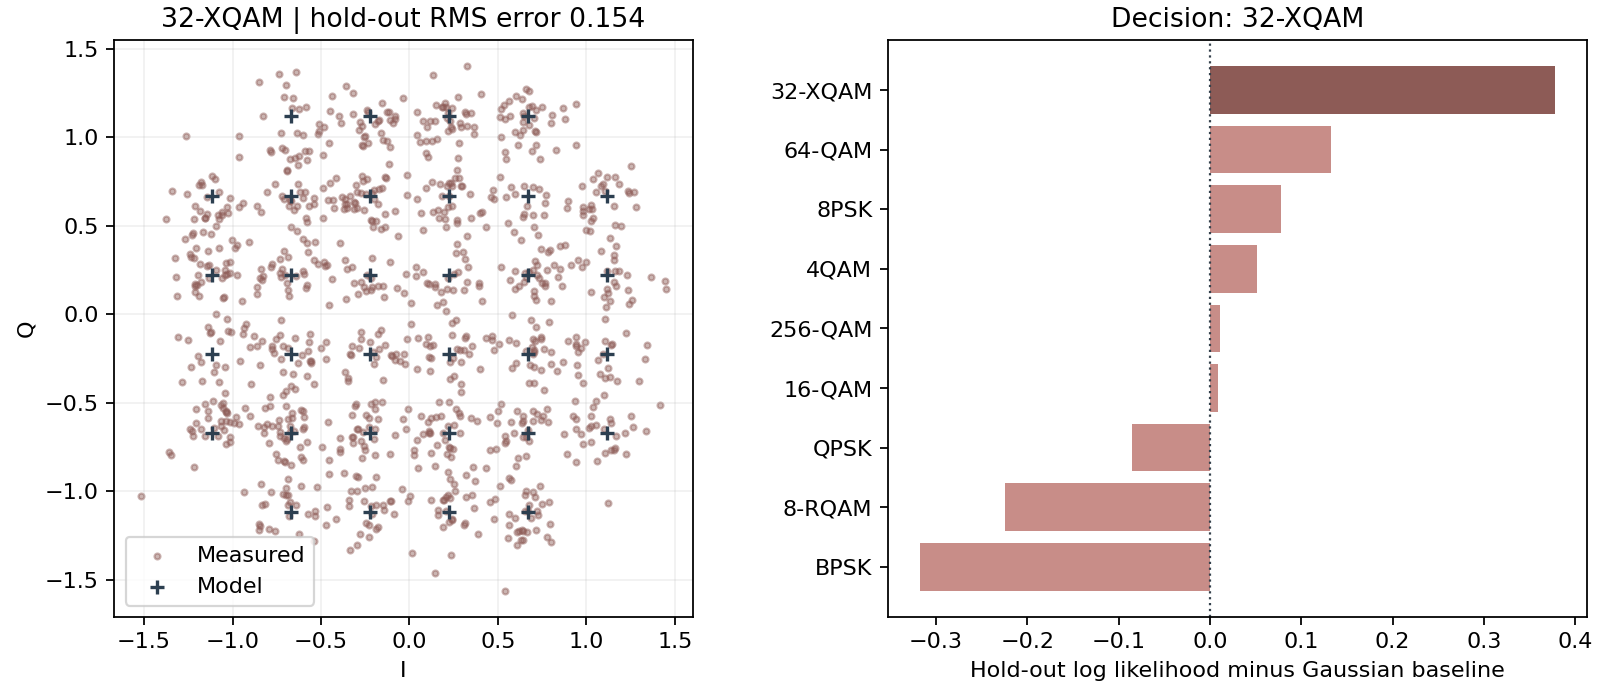 32-XQAM | hold-out RMS error 0.154
1.5
1.0
0.5
0.0
−0.5
−1.0
−1.5
Q
Measured
Model
−1.5
−1.0
−0.5
0.0
0.5
1.0
1.5
I
Decision: 32-XQAM
32-XQAM
64-QAM
8PSK
4QAM
256-QAM
16-QAM
QPSK
8-RQAM
BPSK
−0.3
−0.2
−0.1
0.0
0.1
0.2
0.3
0.4
Hold-out log likelihood minus Gaussian baseline